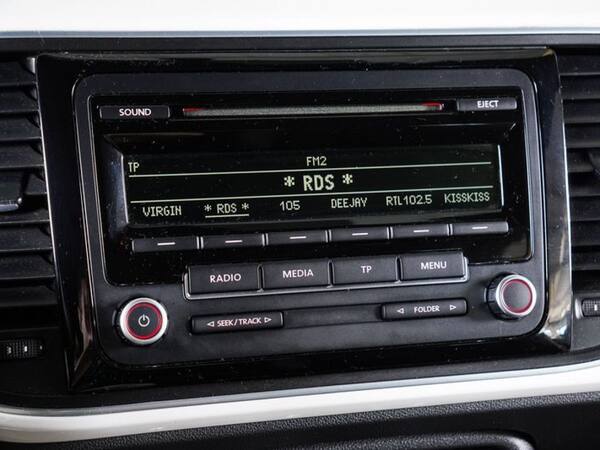 SOUND
EJECT
TP
FM2
* RDS *
VIRGIN * RDS * 105 DEEJAY RTL102.5 KISSKISS
RADIO MEDIA TP MENU
◁ SEEK/TRACK ▷
◁ FOLDER ▷